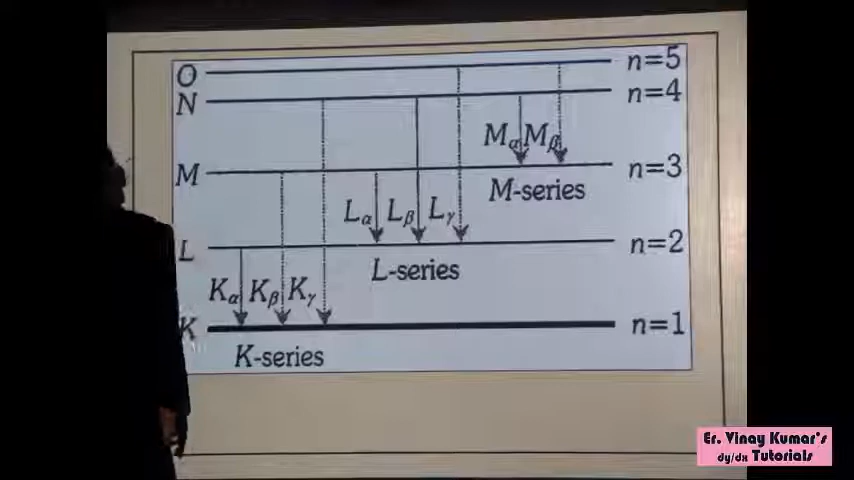 O n=5
N n=4
Mα Mβ
M n=3
M-series
Lα Lβ Lγ
L n=2
L-series
Kα Kβ Kγ
K n=1
K-series
Er. Vinay Kumar's
dy/dx Tutorials